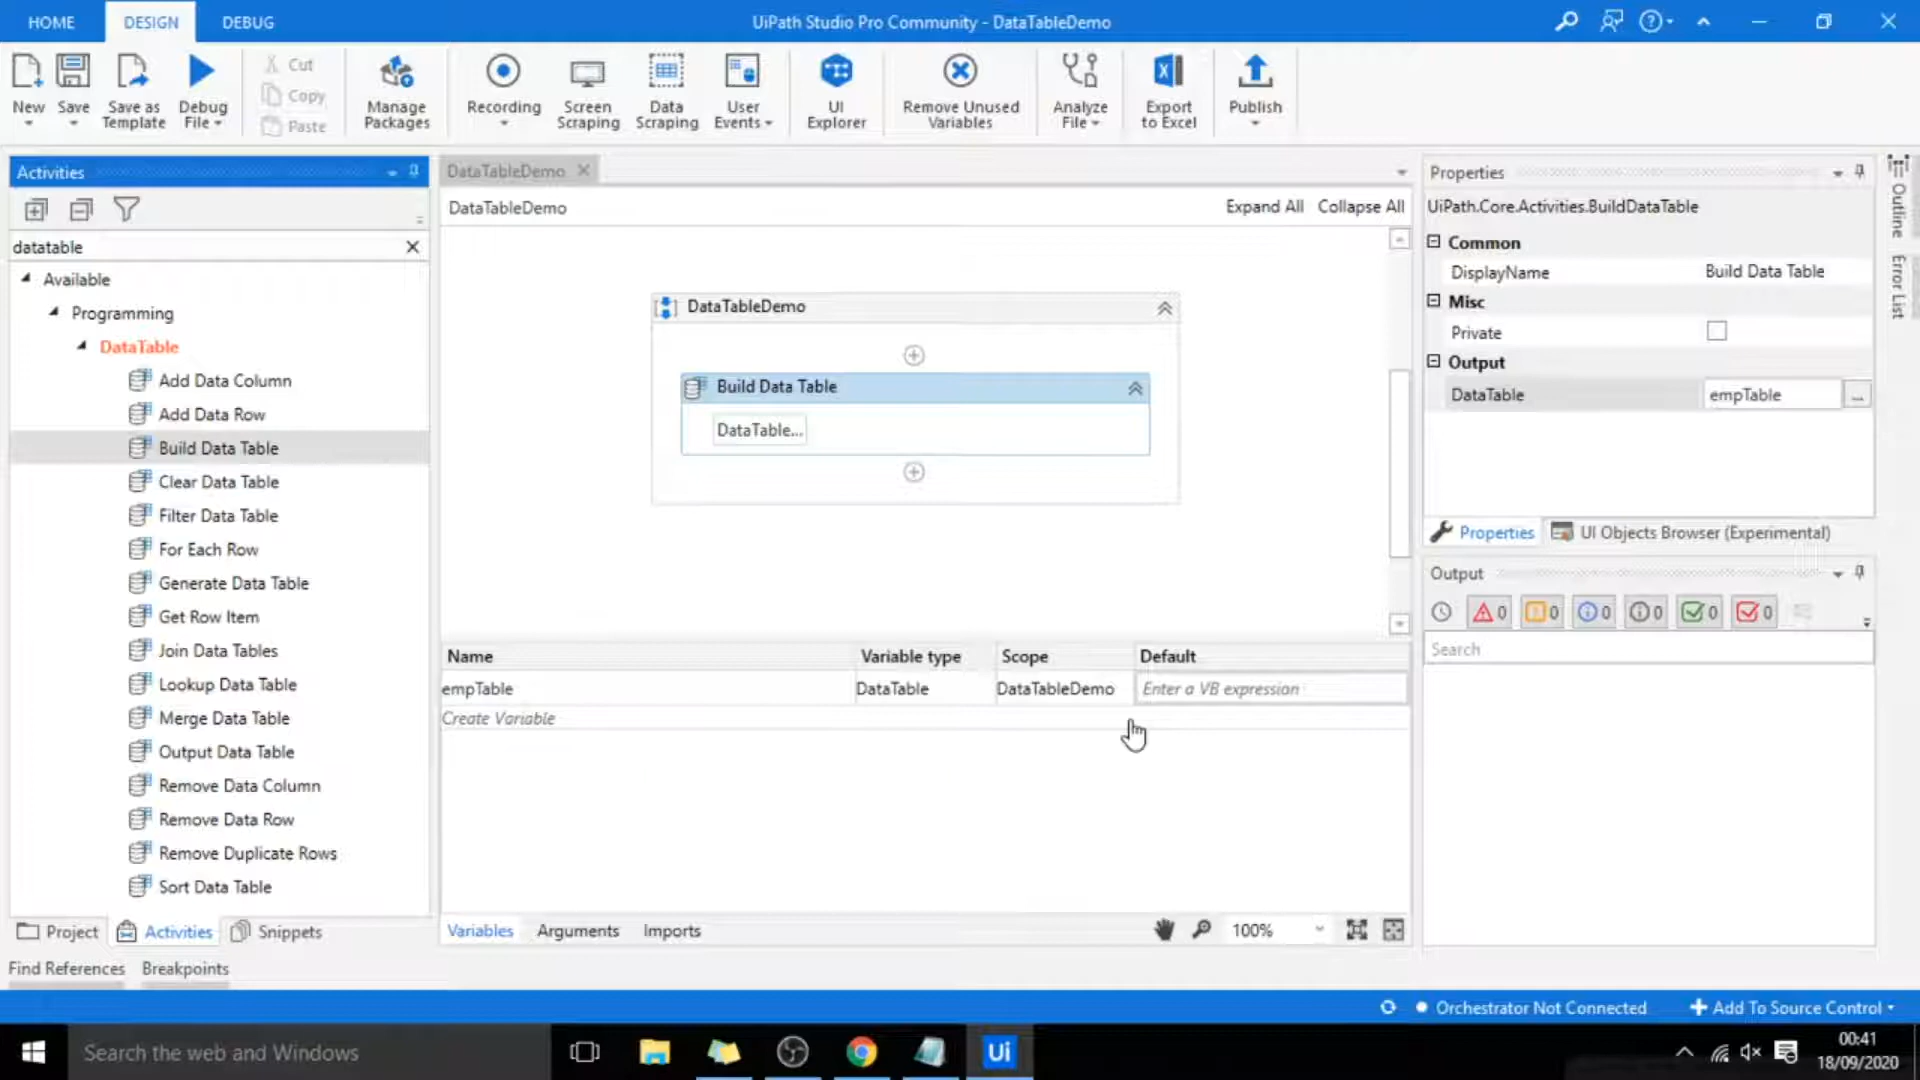 HOME DESIGN DEBUG UiPath Studio Pro Community - DataTableDemo
New Save Save as Template Debug File Cut Copy Paste Manage Packages Recording Screen Scraping Data Scraping User Events UI Explorer Remove Unused Variables Analyze File Export to Excel Publish
Activities
datatable
Available
Programming
DataTable
Add Data Column
Add Data Row
Build Data Table
Clear Data Table
Filter Data Table
For Each Row
Generate Data Table
Get Row Item
Join Data Tables
Lookup Data Table
Merge Data Table
Output Data Table
Remove Data Column
Remove Data Row
Remove Duplicate Rows
Sort Data Table
Project Activities Snippets
Find References Breakpoints
DataTableDemo
DataTableDemo Expand All Collapse All
DataTableDemo
Build Data Table
DataTable...
Name Variable type Scope Default
empTable DataTable DataTableDemo Enter a VB expression
Create Variable
Variables Arguments Imports 100%
Properties
UiPath.Core.Activities.BuildDataTable
Common
DisplayName Build Data Table
Misc
Private
Output
DataTable empTable ...
Properties UI Objects Browser (Experimental)
Output
0 0 0 0 0 0
Search
Outline
Error List
Orchestrator Not Connected Add To Source Control
Search the web and Windows Ui
00:41
18/09/2020